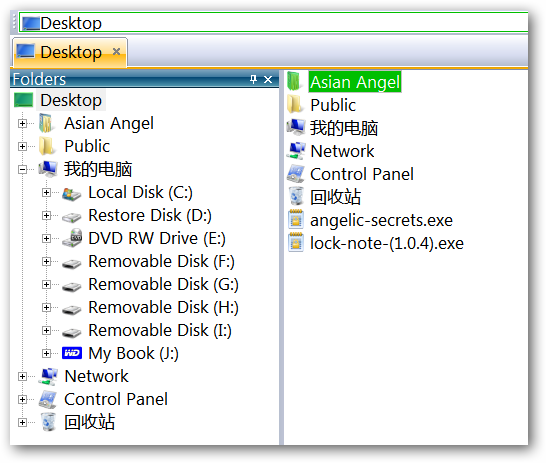 Desktop
Desktop
Folders
Desktop
Asian Angel
Public
我的电脑
Local Disk (C:)
Restore Disk (D:)
DVD RW Drive (E:)
Removable Disk (F:)
Removable Disk (G:)
Removable Disk (H:)
Removable Disk (I:)
WD My Book (J:)
Network
Control Panel
回收站
Asian Angel
Public
我的电脑
Network
Control Panel
回收站
angelic-secrets.exe
lock-note-(1.0.4).exe